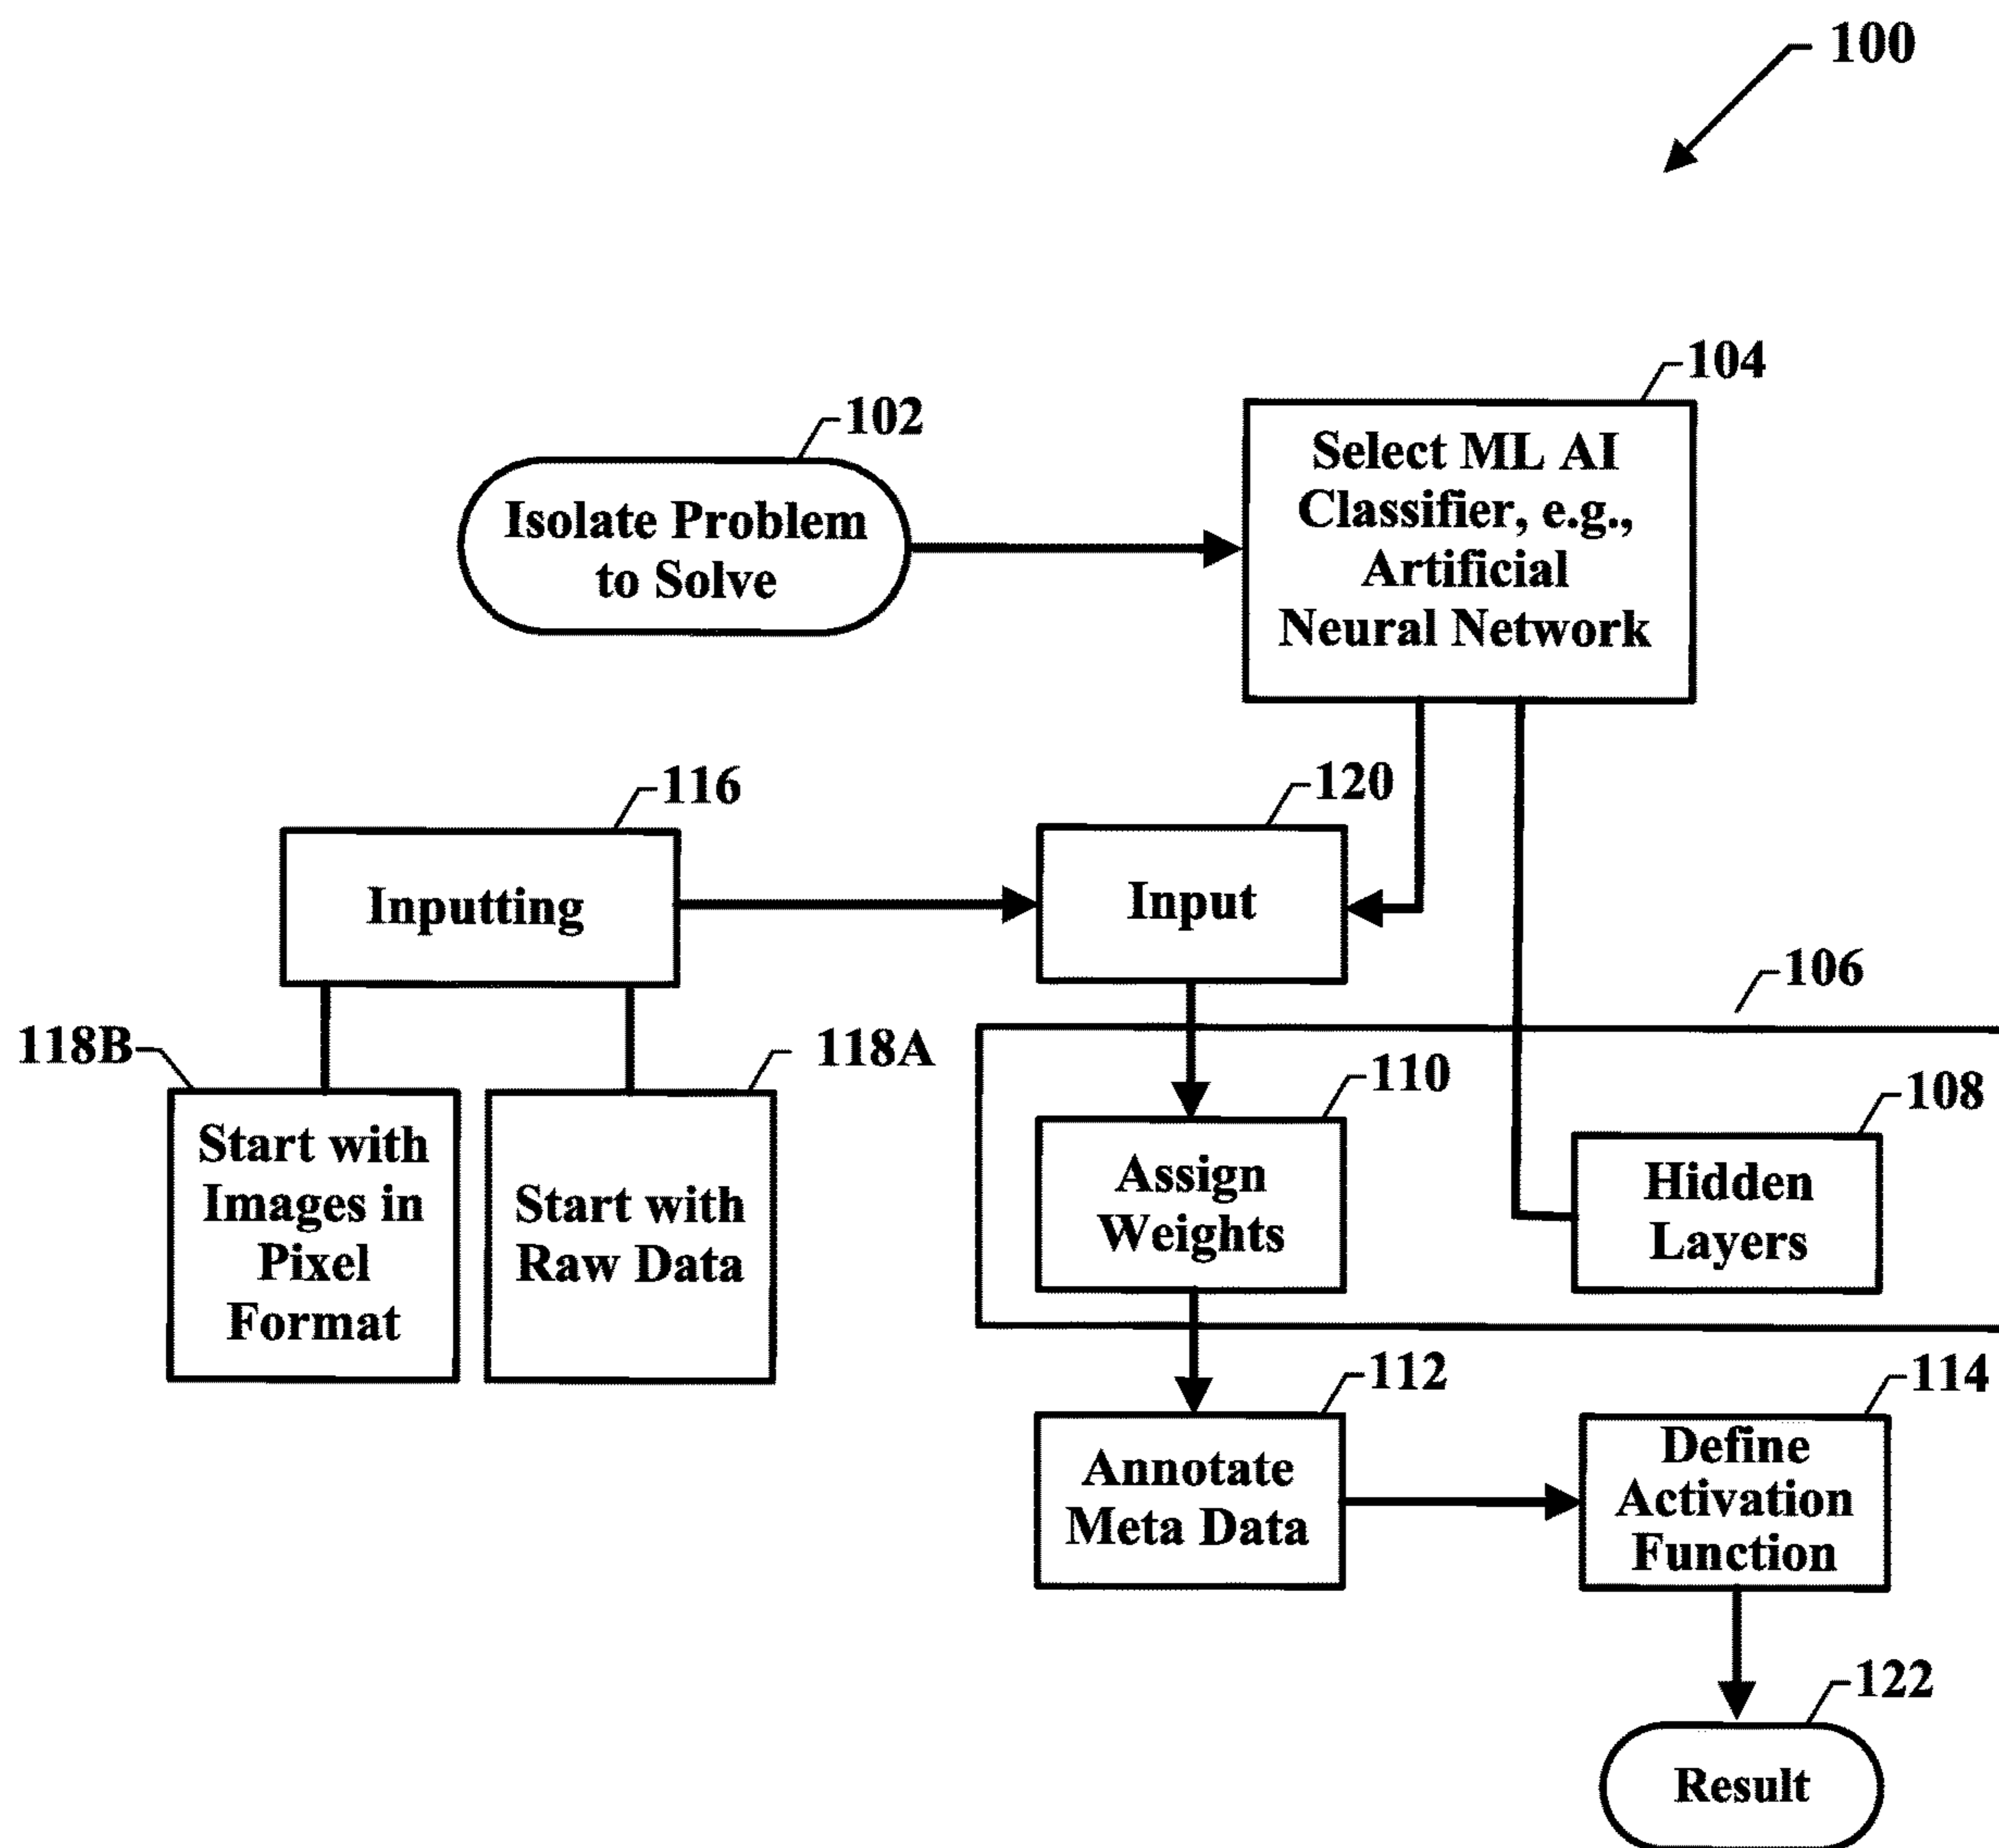 100
102
Isolate Problem
to Solve
104
Select ML AI
Classifier, e.g.,
Artificial
Neural Network
116
Inputting
120
Input
106
118B
Start with
Images in
Pixel
Format
118A
Start with
Raw Data
110
Assign
Weights
108
Hidden
Layers
112
Annotate
Meta Data
114
Define
Activation
Function
122
Result